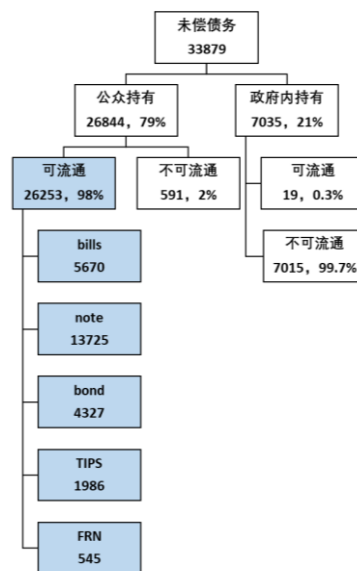 未偿债务
33879
公众持有
26844，79%
政府内持有
7035，21%
可流通
26253，98%
不可流通
591，2%
可流通
19，0.3%
bills
5670
不可流通
7015，99.7%
note
13725
bond
4327
TIPS
1986
FRN
545